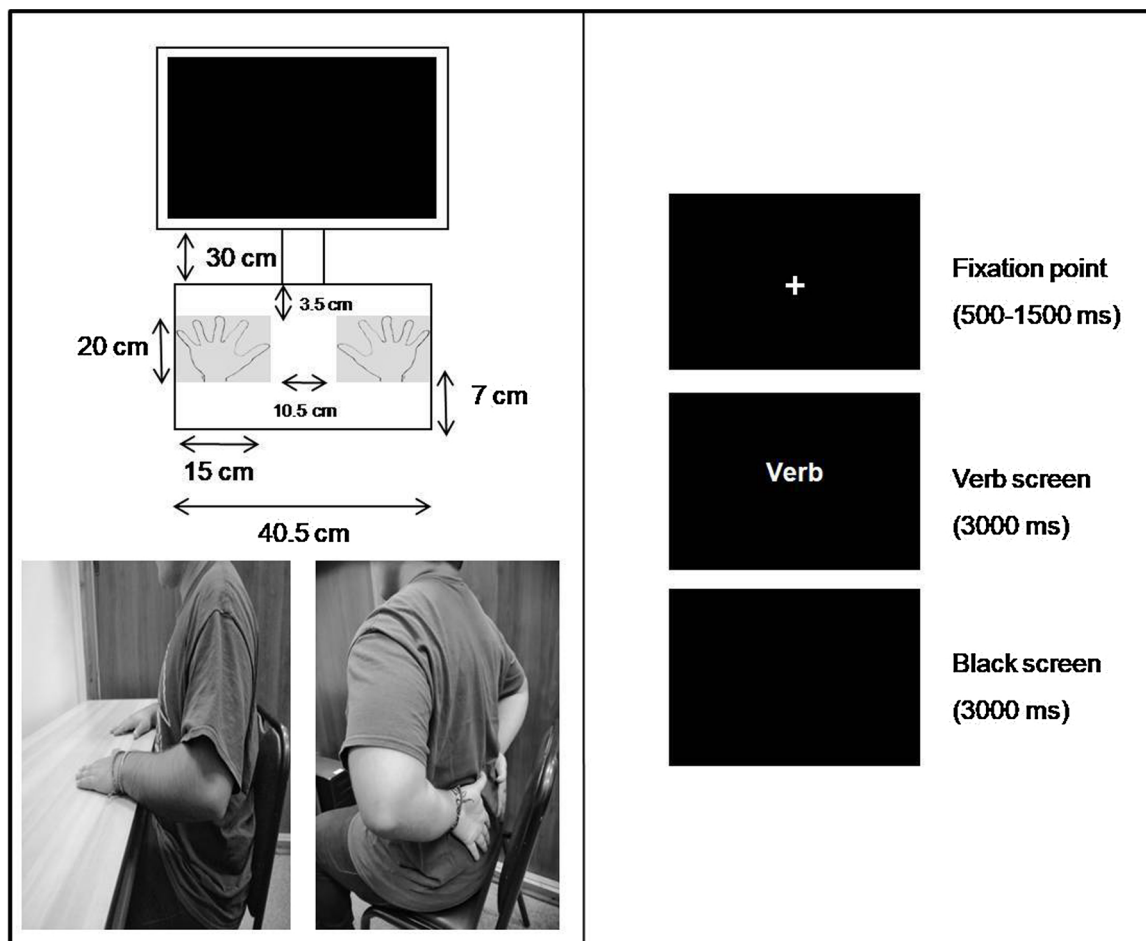 30 cm
3.5 cm
20 cm
10.5 cm
7 cm
15 cm
40.5 cm
+
Fixation point
(500-1500 ms)
Verb
Verb screen
(3000 ms)
Black screen
(3000 ms)